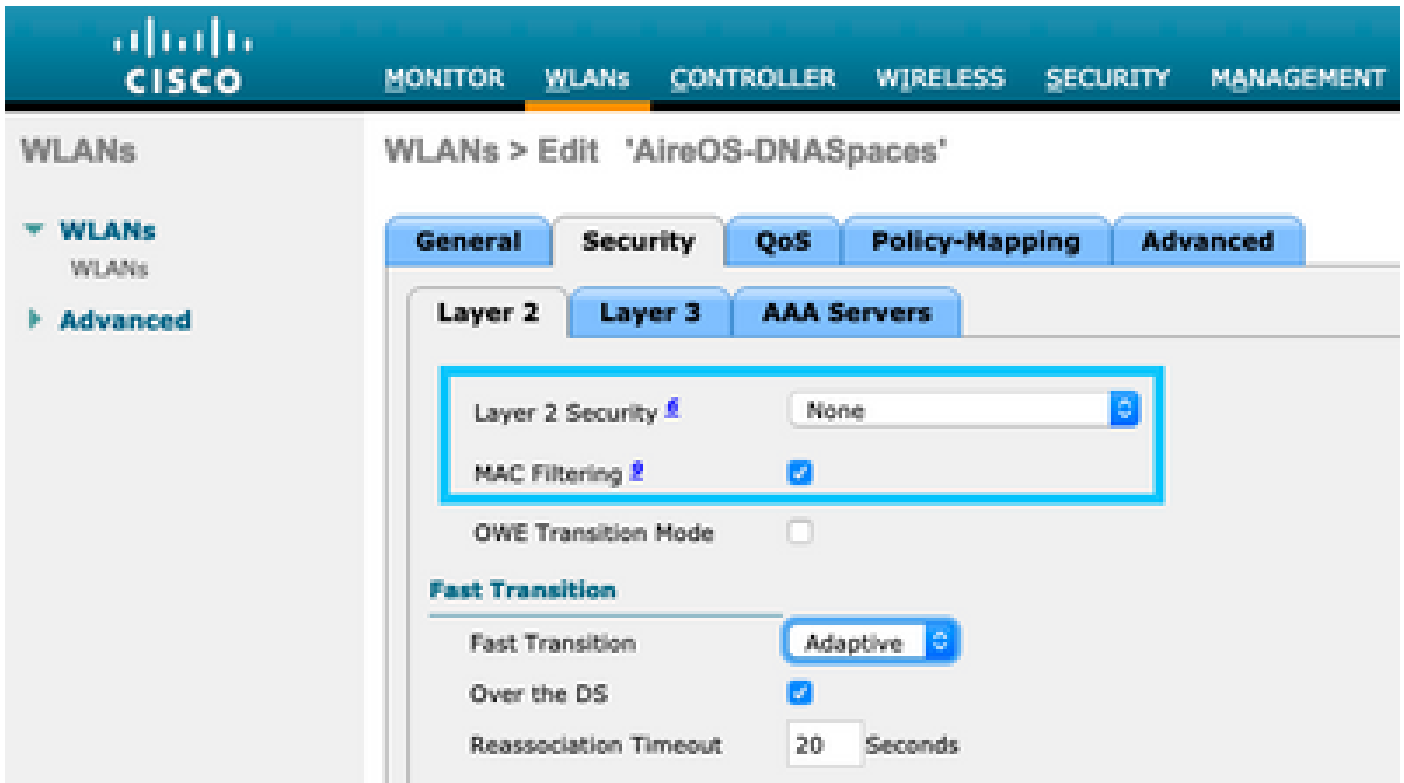 CISCO
MONITOR WLANs CONTROLLER WIRELESS SECURITY MANAGEMENT
WLANs
WLANs
WLANs
Advanced
WLANs > Edit 'AireOS-DNASpaces'
General Security QoS Policy-Mapping Advanced
Layer 2 Layer 3 AAA Servers
Layer 2 Security 6 None
MAC Filtering 9
OWE Transition Mode
Fast Transition
Fast Transition Adaptive
Over the DS
Reassociation Timeout 20 Seconds